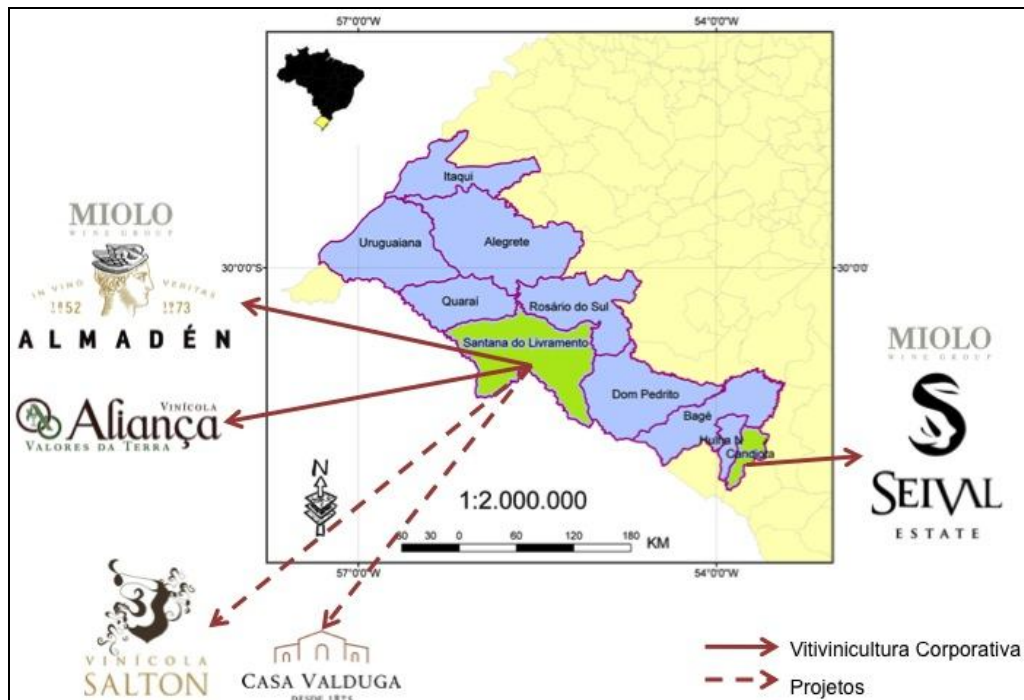 57°0'0"W
54°0'0"W
Itaqui
Uruguaiana
Alegrete
30°0'0"S
30°0'0'
Quaraí
Rosário do Sul
Santana do Livramento
Dom Pedrito
Bagé
Hulha N
Candiota
MIOLO
WINE GROUP
IN VINO VERITAS
1852 1973
ALMADÉN
VINÍCOLA
Aliança
VALORES DA TERRA
MIOLO
WINE GROUP
SEIVAL
ESTATE
N
1:2.000.000
60 30 0 60 120 180
KM
57°0'0"W
54°0'0"W
VINÍCOLA
SALTON
CASA VALDUGA
DESDE 1875
Vitivinicultura Corporativa
Projetos